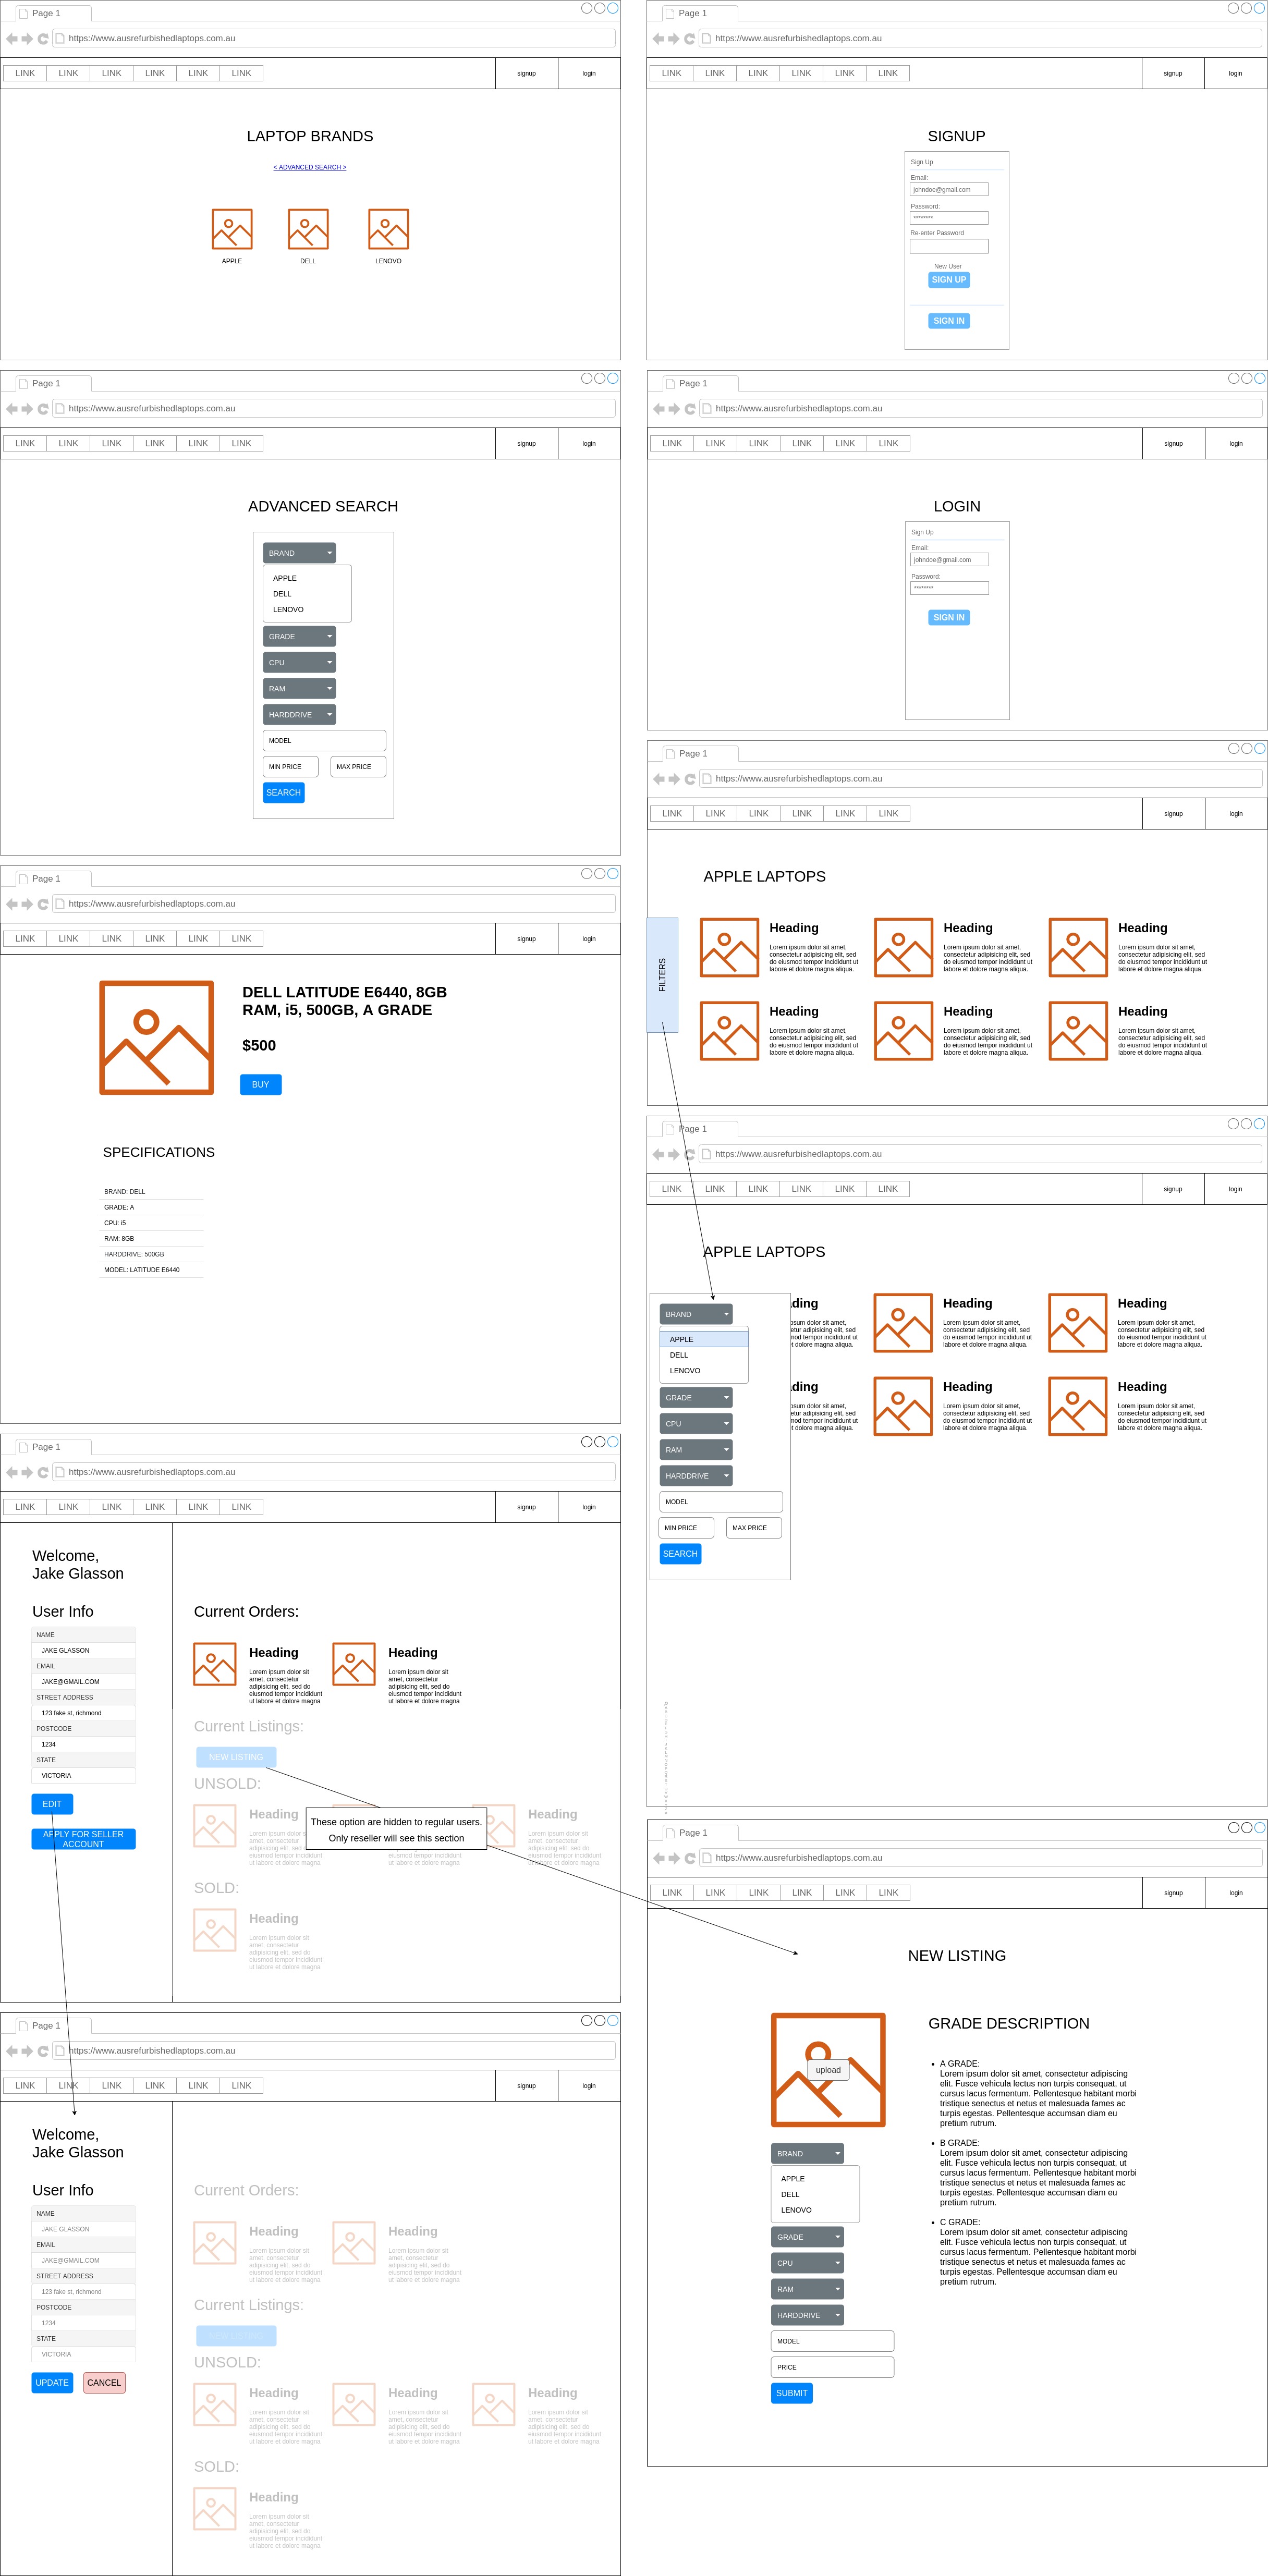 Page 1
https://www.ausrefurbishedlaptops.com.au
LINK LINK LINK LINK LINK LINK
signup login
LAPTOP BRANDS
< ADVANCED SEARCH >
APPLE DELL LENOVO
Page 1
https://www.ausrefurbishedlaptops.com.au
LINK LINK LINK LINK LINK LINK
signup login
SIGNUP
Sign Up
Email:
johndoe@gmail.com
Password:
********
Re-enter Password
New User
SIGN UP
SIGN IN
Page 1
https://www.ausrefurbishedlaptops.com.au
LINK LINK LINK LINK LINK LINK
signup login
ADVANCED SEARCH
BRAND
APPLE
DELL
LENOVO
GRADE
CPU
RAM
HARDDRIVE
MODEL
MIN PRICE MAX PRICE
SEARCH
Page 1
https://www.ausrefurbishedlaptops.com.au
LINK LINK LINK LINK LINK LINK
signup login
LOGIN
Sign Up
Email:
johndoe@gmail.com
Password:
********
SIGN IN
Page 1
https://www.ausrefurbishedlaptops.com.au
LINK LINK LINK LINK LINK LINK
signup login
APPLE LAPTOPS
FILTERS
Heading
Lorem ipsum dolor sit amet,
consectetur adipisicing elit, sed
do eiusmod tempor incididunt ut
labore et dolore magna aliqua.
Heading
Lorem ipsum dolor sit amet,
consectetur adipisicing elit, sed
do eiusmod tempor incididunt ut
labore et dolore magna aliqua.
Heading
Lorem ipsum dolor sit amet,
consectetur adipisicing elit, sed
do eiusmod tempor incididunt ut
labore et dolore magna aliqua.
Heading
Lorem ipsum dolor sit amet,
consectetur adipisicing elit, sed
do eiusmod tempor incididunt ut
labore et dolore magna aliqua.
Heading
Lorem ipsum dolor sit amet,
consectetur adipisicing elit, sed
do eiusmod tempor incididunt ut
labore et dolore magna aliqua.
Heading
Lorem ipsum dolor sit amet,
consectetur adipisicing elit, sed
do eiusmod tempor incididunt ut
labore et dolore magna aliqua.
Page 1
https://www.ausrefurbishedlaptops.com.au
LINK LINK LINK LINK LINK LINK
signup login
DELL LATITUDE E6440, 8GB
RAM, i5, 500GB, A GRADE
$500
BUY
SPECIFICATIONS
BRAND: DELL
GRADE: A
CPU: i5
RAM: 8GB
HARDDRIVE: 500GB
MODEL: LATITUDE E6440
Page 1
https://www.ausrefurbishedlaptops.com.au
LINK LINK LINK LINK LINK LINK
signup login
APPLE LAPTOPS
BRAND
APPLE
DELL
LENOVO
GRADE
CPU
RAM
HARDDRIVE
MODEL
MIN PRICE MAX PRICE
SEARCH
ding
psum dolor sit amet,
etur adipisicing elit, sed
mod tempor incididunt ut
et dolore magna aliqua.
Heading
Lorem ipsum dolor sit amet,
consectetur adipisicing elit, sed
do eiusmod tempor incididunt ut
labore et dolore magna aliqua.
Heading
Lorem ipsum dolor sit amet,
consectetur adipisicing elit, sed
do eiusmod tempor incididunt ut
labore et dolore magna aliqua.
ding
psum dolor sit amet,
etur adipisicing elit, sed
mod tempor incididunt ut
et dolore magna aliqua.
Heading
Lorem ipsum dolor sit amet,
consectetur adipisicing elit, sed
do eiusmod tempor incididunt ut
labore et dolore magna aliqua.
Heading
Lorem ipsum dolor sit amet,
consectetur adipisicing elit, sed
do eiusmod tempor incididunt ut
labore et dolore magna aliqua.
Page 1
https://www.ausrefurbishedlaptops.com.au
LINK LINK LINK LINK LINK LINK
signup login
Welcome,
Jake Glasson
User Info
NAME
JAKE GLASSON
EMAIL
JAKE@GMAIL.COM
STREET ADDRESS
123 fake st, richmond
POSTCODE
1234
STATE
VICTORIA
EDIT
APPLY FOR SELLER
ACCOUNT
Current Orders:
Heading
Lorem ipsum dolor sit
amet, consectetur
adipisicing elit, sed do
eiusmod tempor incididunt
ut labore et dolore magna
Heading
Lorem ipsum dolor sit
amet, consectetur
adipisicing elit, sed do
eiusmod tempor incididunt
ut labore et dolore magna
Current Listings:
NEW LISTING
UNSOLD:
These option are hidden to regular users.
Only reseller will see this section
Heading
Lorem ipsum dolor
amet, consectetur
adipisicing elit, sed
eiusmod tempor incididunt
ut labore et dolore magna
eiusmod tempor incididunt
ut labore et dolore magna
Heading
Lorem ipsum dolor sit
amet, consectetur
adipisicing elit, sed do
eiusmod tempor incididunt
ut labore et dolore magna
SOLD:
Heading
Lorem ipsum dolor sit
amet, consectetur
adipisicing elit, sed do
eiusmod tempor incididunt
ut labore et dolore magna
Page 1
https://www.ausrefurbishedlaptops.com.au
LINK LINK LINK LINK LINK LINK
signup login
NEW LISTING
upload
BRAND
APPLE
DELL
LENOVO
GRADE
CPU
RAM
HARDDRIVE
MODEL
PRICE
SUBMIT
GRADE DESCRIPTION
• A GRADE:
Lorem ipsum dolor sit amet, consectetur adipiscing
elit. Fusce vehicula lectus non turpis consequat, ut
cursus lacus fermentum. Pellentesque habitant morbi
tristique senectus et netus et malesuada fames ac
turpis egestas. Pellentesque accumsan diam eu
pretium rutrum.
• B GRADE:
Lorem ipsum dolor sit amet, consectetur adipiscing
elit. Fusce vehicula lectus non turpis consequat, ut
cursus lacus fermentum. Pellentesque habitant morbi
tristique senectus et netus et malesuada fames ac
turpis egestas. Pellentesque accumsan diam eu
pretium rutrum.
• C GRADE:
Lorem ipsum dolor sit amet, consectetur adipiscing
elit. Fusce vehicula lectus non turpis consequat, ut
cursus lacus fermentum. Pellentesque habitant morbi
tristique senectus et netus et malesuada fames ac
turpis egestas. Pellentesque accumsan diam eu
pretium rutrum.
Page 1
https://www.ausrefurbishedlaptops.com.au
LINK LINK LINK LINK LINK LINK
signup login
Welcome,
Jake Glasson
User Info
NAME
JAKE GLASSON
EMAIL
JAKE@GMAIL.COM
STREET ADDRESS
123 fake st, richmond
POSTCODE
1234
STATE
VICTORIA
UPDATE CANCEL
Current Orders:
Heading
Lorem ipsum dolor sit
amet, consectetur
adipisicing elit, sed do
eiusmod tempor incididunt
ut labore et dolore magna
Heading
Lorem ipsum dolor sit
amet, consectetur
adipisicing elit, sed do
eiusmod tempor incididunt
ut labore et dolore magna
Current Listings:
UNSOLD:
Heading
Lorem ipsum dolor sit
amet, consectetur
adipisicing elit, sed do
eiusmod tempor incididunt
ut labore et dolore magna
Heading
Lorem ipsum dolor sit
amet, consectetur
adipisicing elit, sed do
eiusmod tempor incididunt
ut labore et dolore magna
Heading
Lorem ipsum dolor sit
amet, consectetur
adipisicing elit, sed do
eiusmod tempor incididunt
ut labore et dolore magna
SOLD:
Heading
Lorem ipsum dolor sit
amet, consectetur
adipisicing elit, sed do
eiusmod tempor incididunt
ut labore et dolore magna